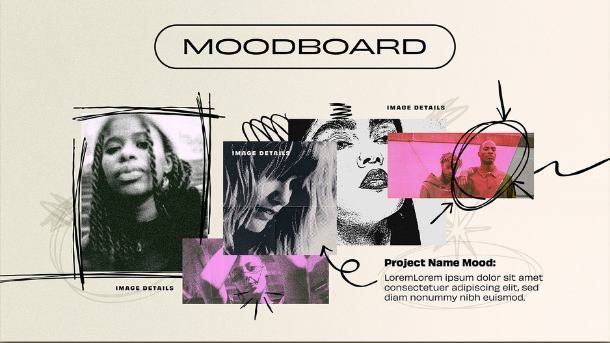 MOODBOARD
IMAGE DETAILS
IMAGE DETAILS
IMAGE DETAILS
Project Name Mood:
LoremLorem ipsum dolor sit amet
consectetuer adipiscing elit, sed
diam nonummy nibh euismod.